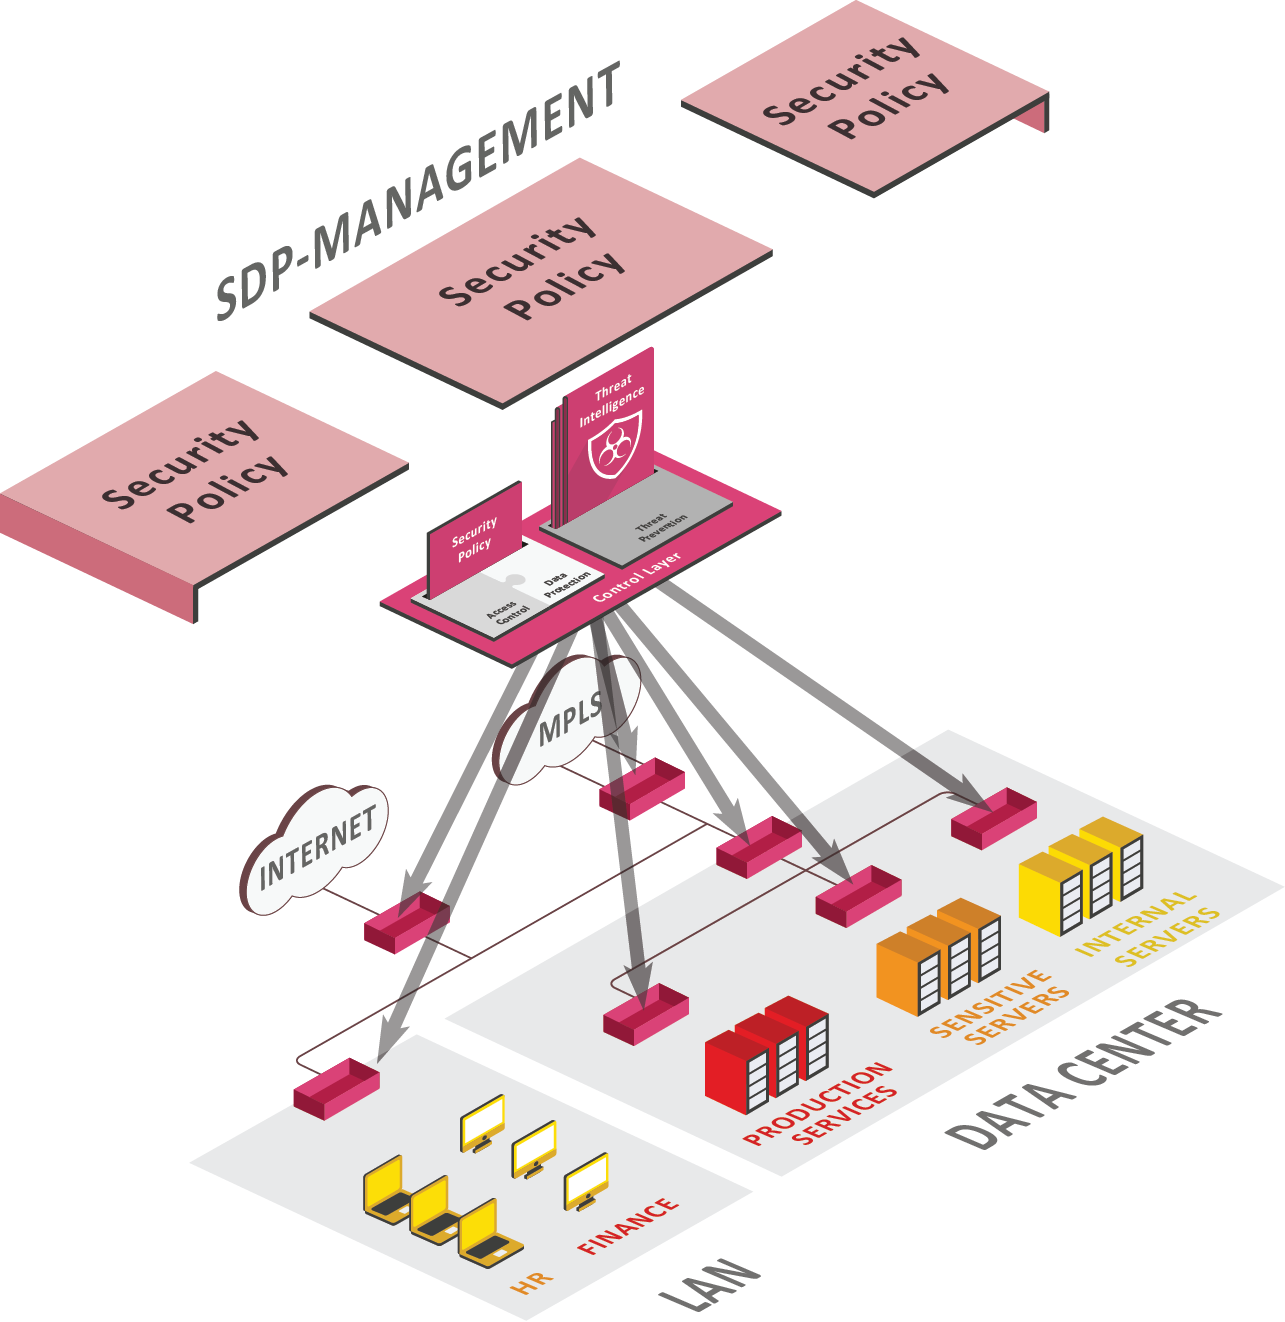 Security
Policy
SDP-MANAGEMENT
Security
Policy
Security
Policy
Threat
Intelligence
Security
Policy
Threat
Prevention
Data
Protection
Access
Control
Control Layer
MPLS
INTERNET
INTERNAL
SERVERS
SENSITIVE
SERVERS
PRODUCTION
SERVICES
DATA CENTER
FINANCE
HR
LAN